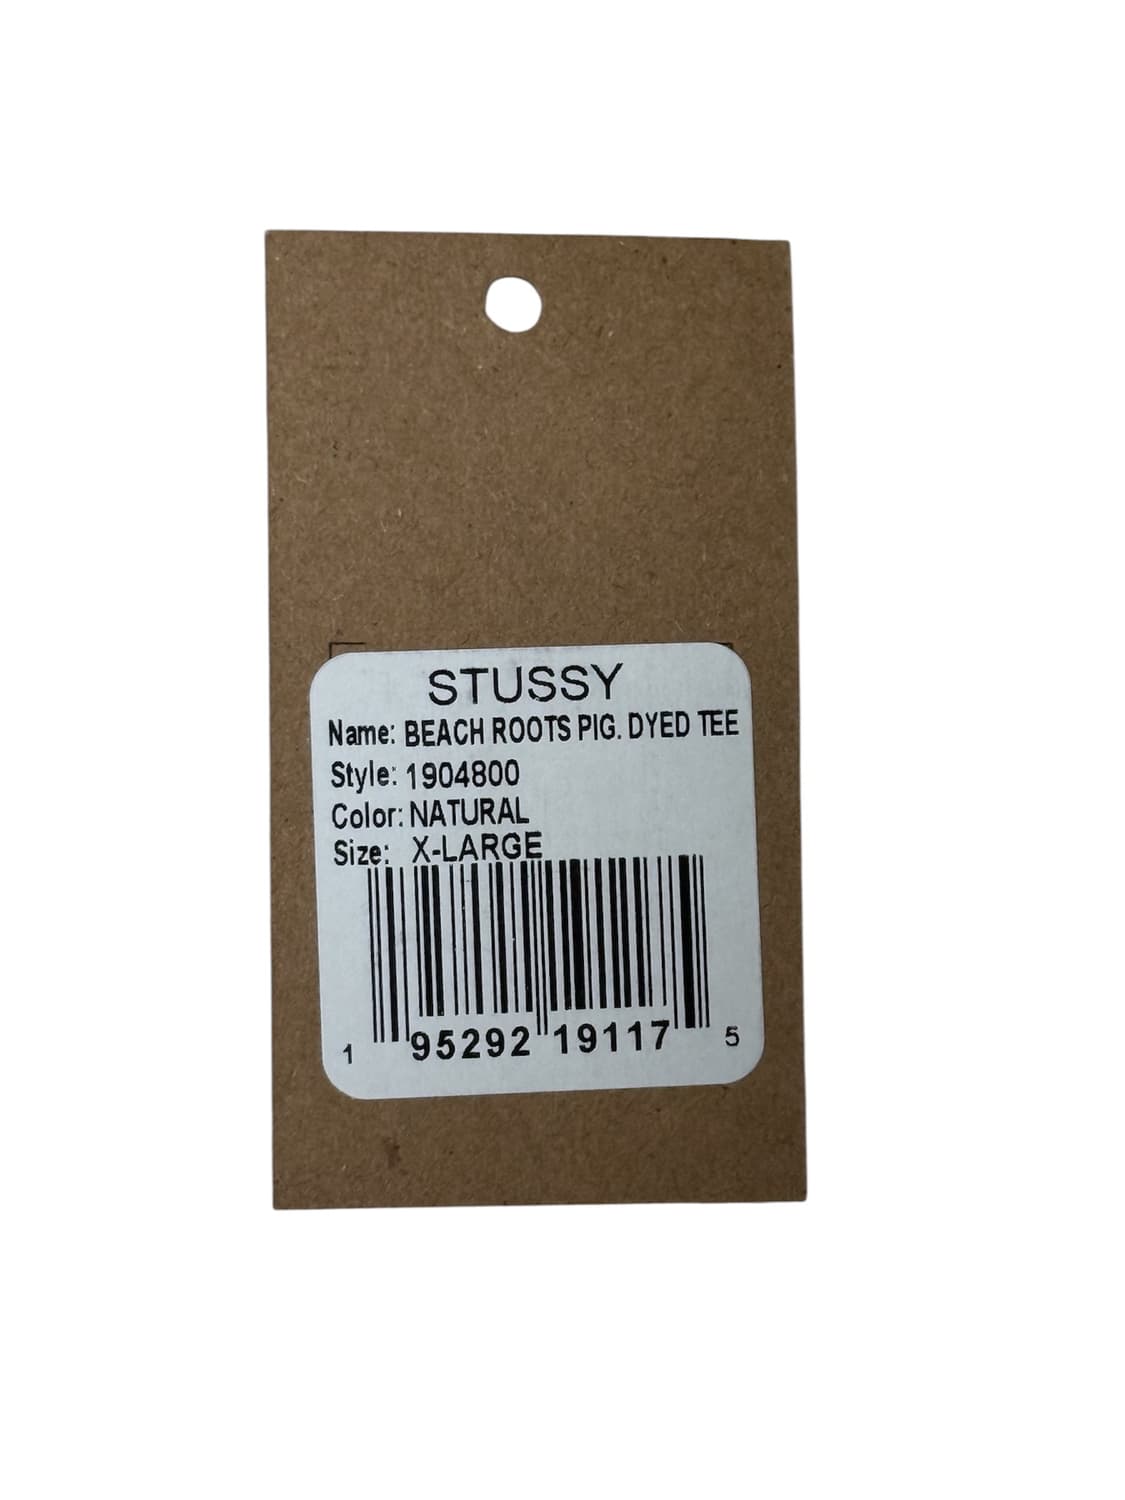 STUSSY
Name: BEACH ROOTS PIG. DYED TEE
Style: 1904800
Color: NATURAL
Size: X-LARGE
1 95292 19117 5